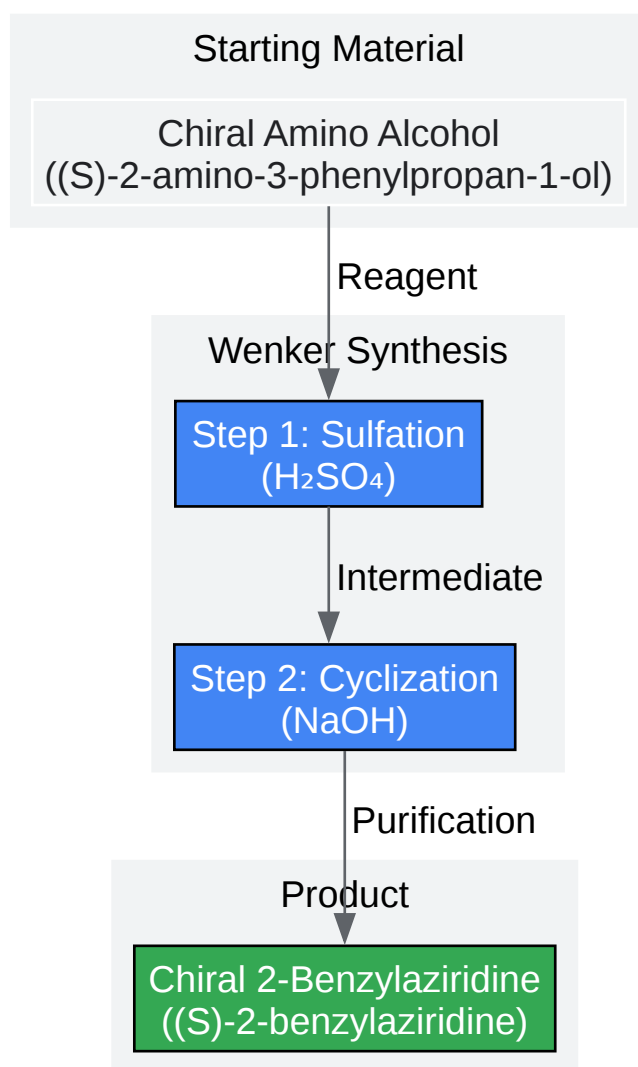 Starting Material
Chiral Amino Alcohol
((S)-2-amino-3-phenylpropan-1-ol)
Reagent
Wenker Synthesis
Step 1: Sulfation
(H₂SO₄)
Intermediate
Step 2: Cyclization
(NaOH)
Purification
Product
Chiral 2-Benzylaziridine
((S)-2-benzylaziridine)